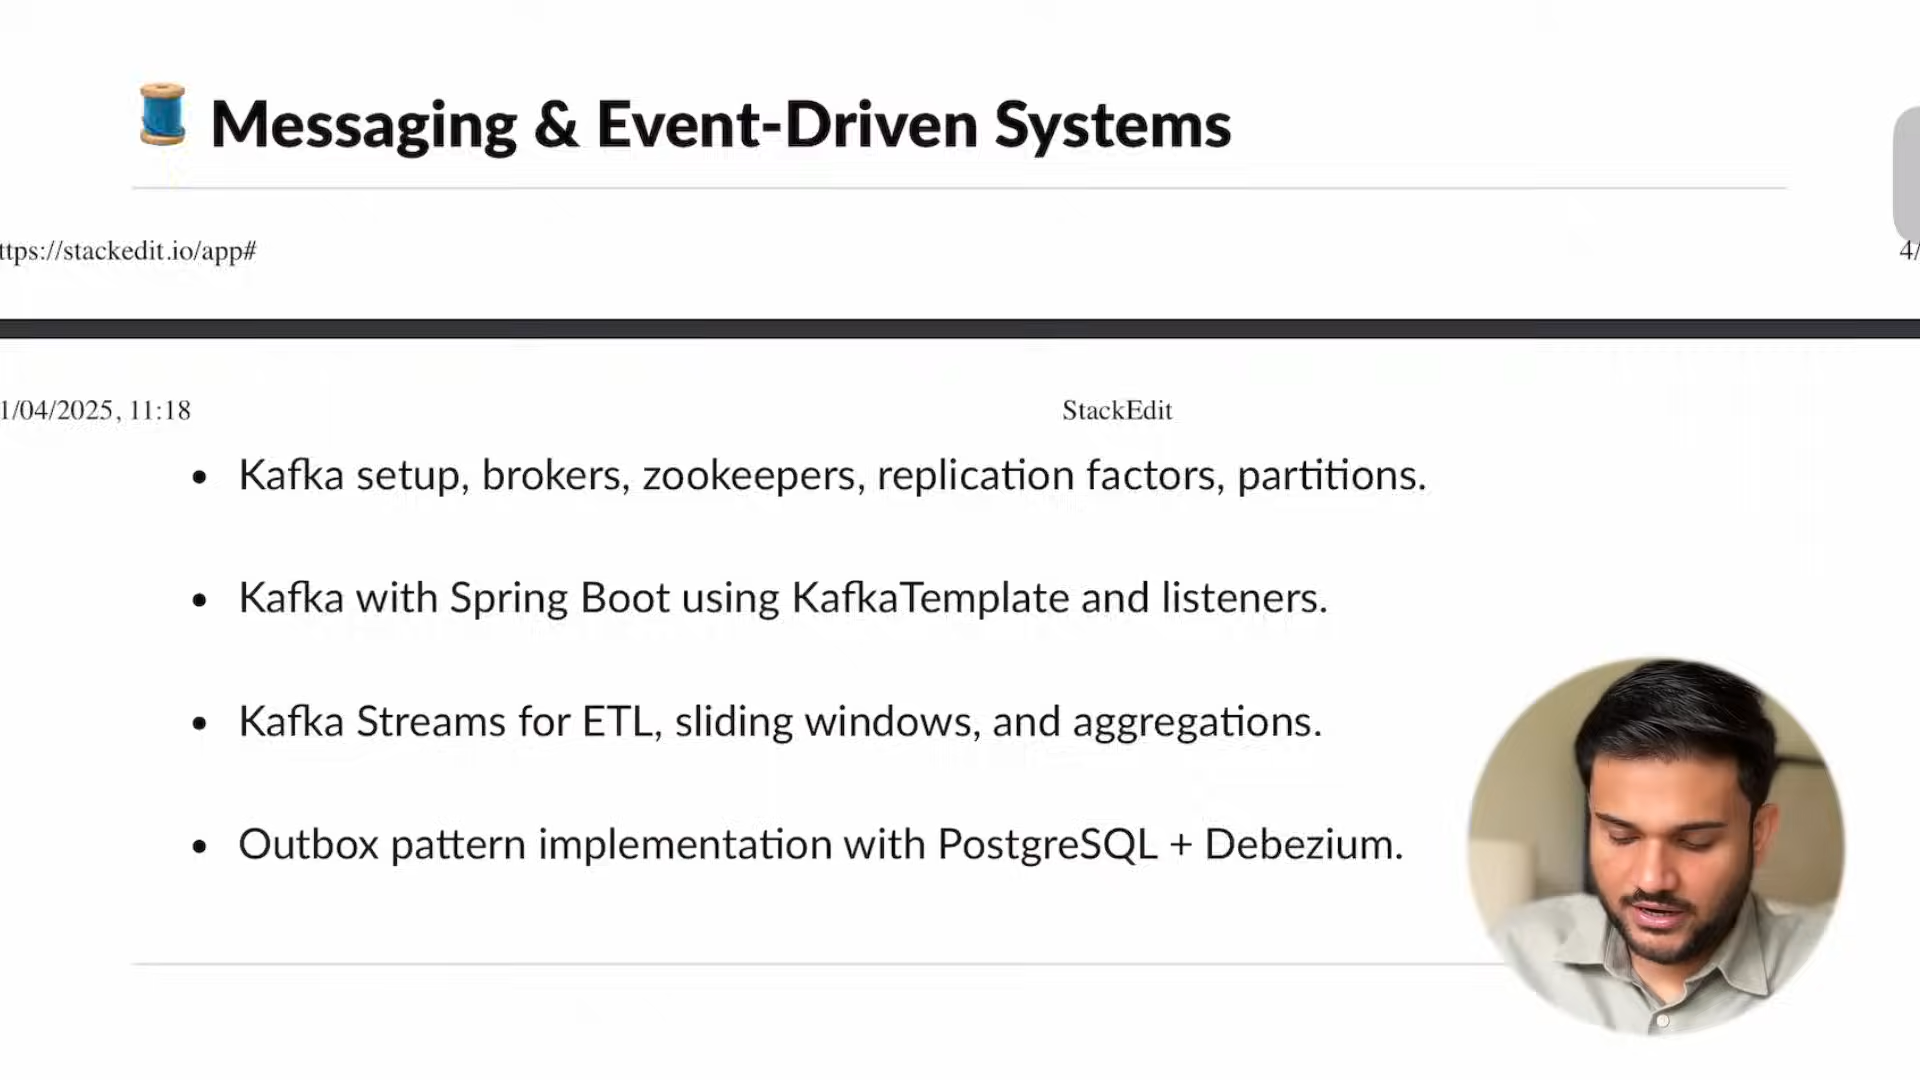 Messaging & Event-Driven Systems
ttps://stackedit.io/app#
4/
1/04/2025, 11:18
StackEdit
• Kafka setup, brokers, zookeepers, replication factors, partitions.
• Kafka with Spring Boot using KafkaTemplate and listeners.
• Kafka Streams for ETL, sliding windows, and aggregations.
• Outbox pattern implementation with PostgreSQL + Debezium.